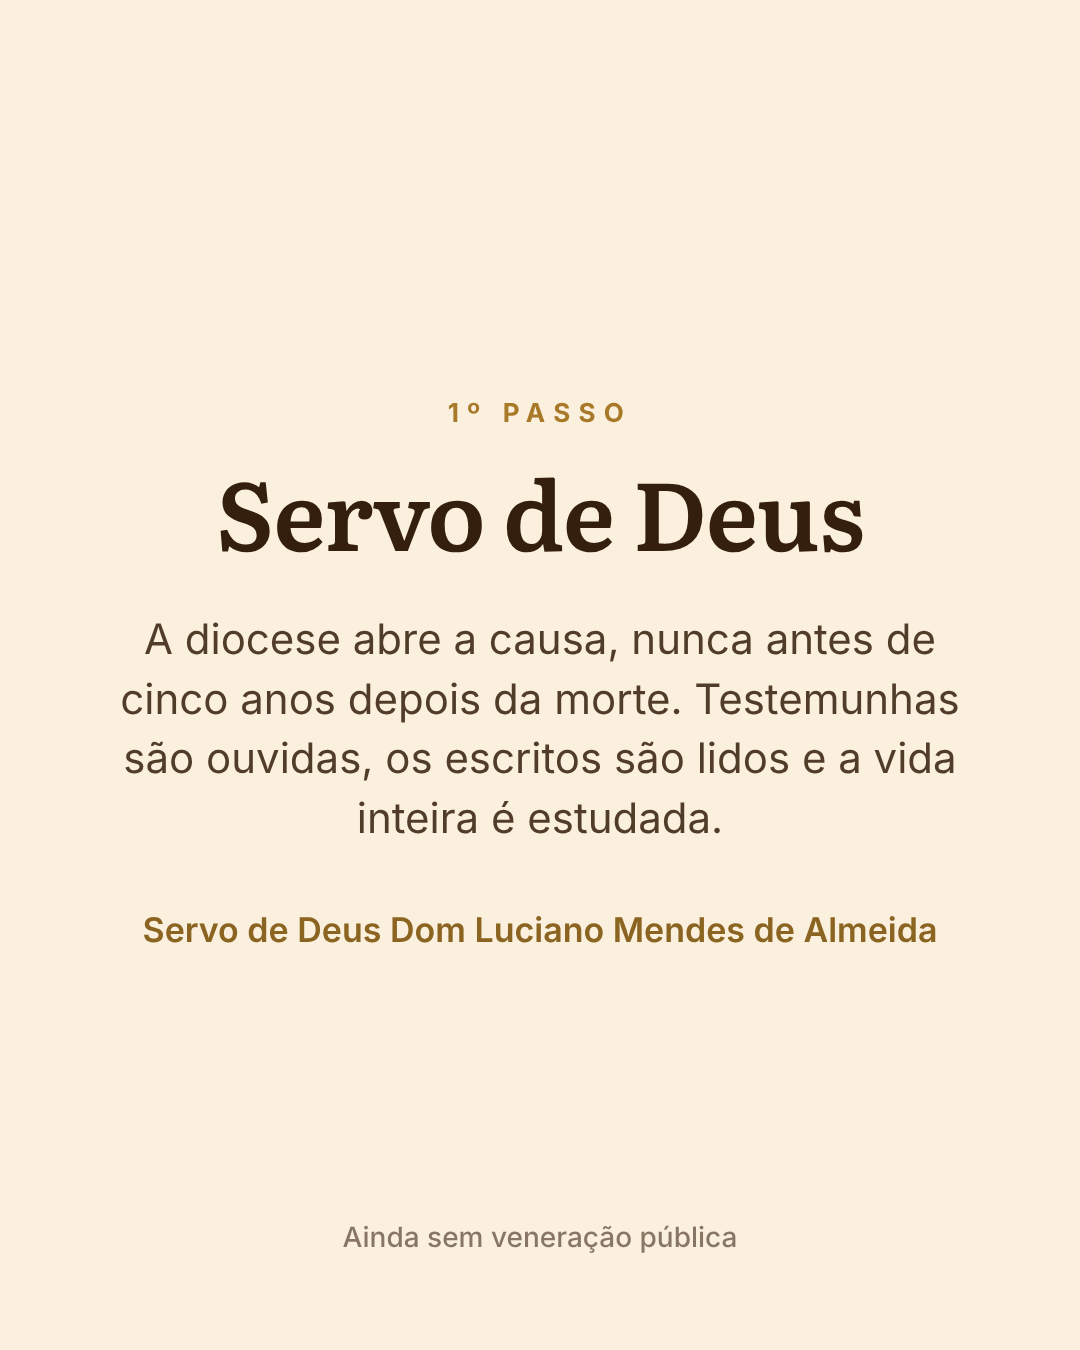 1º PASSO
Servo de Deus
A diocese abre a causa, nunca antes de
cinco anos depois da morte. Testemunhas
são ouvidas, os escritos são lidos e a vida
inteira é estudada.
Servo de Deus Dom Luciano Mendes de Almeida
Ainda sem veneração pública